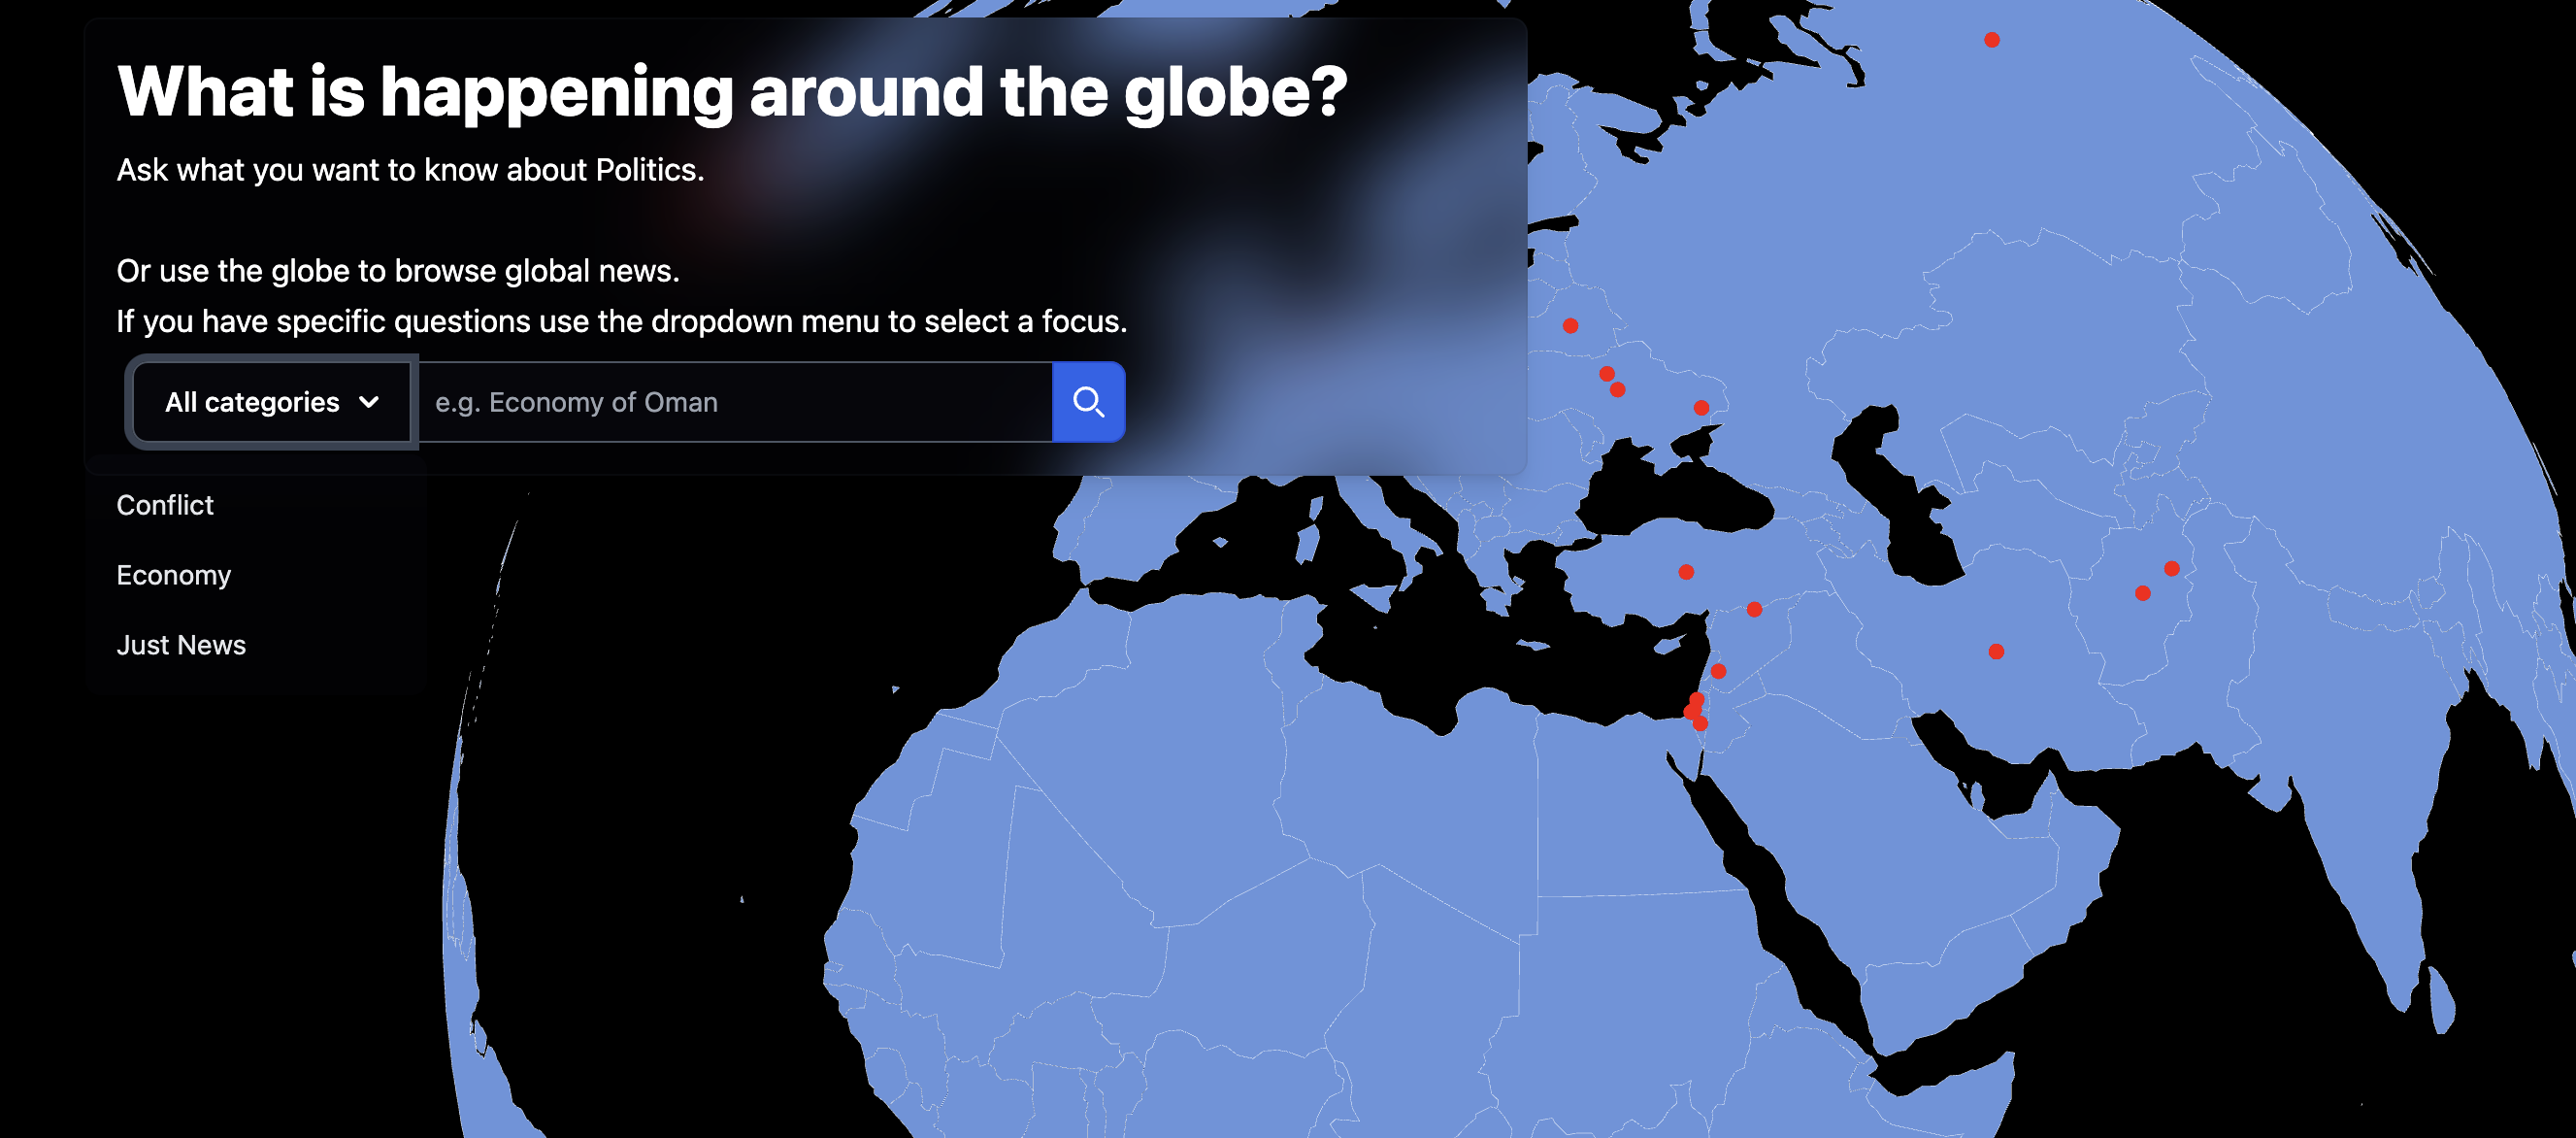 What is happening around the globe?
Ask what you want to know about Politics.
Or use the globe to browse global news.
If you have specific questions use the dropdown menu to select a focus.
All categories
e.g. Economy of Oman
Conflict
Economy
Just News